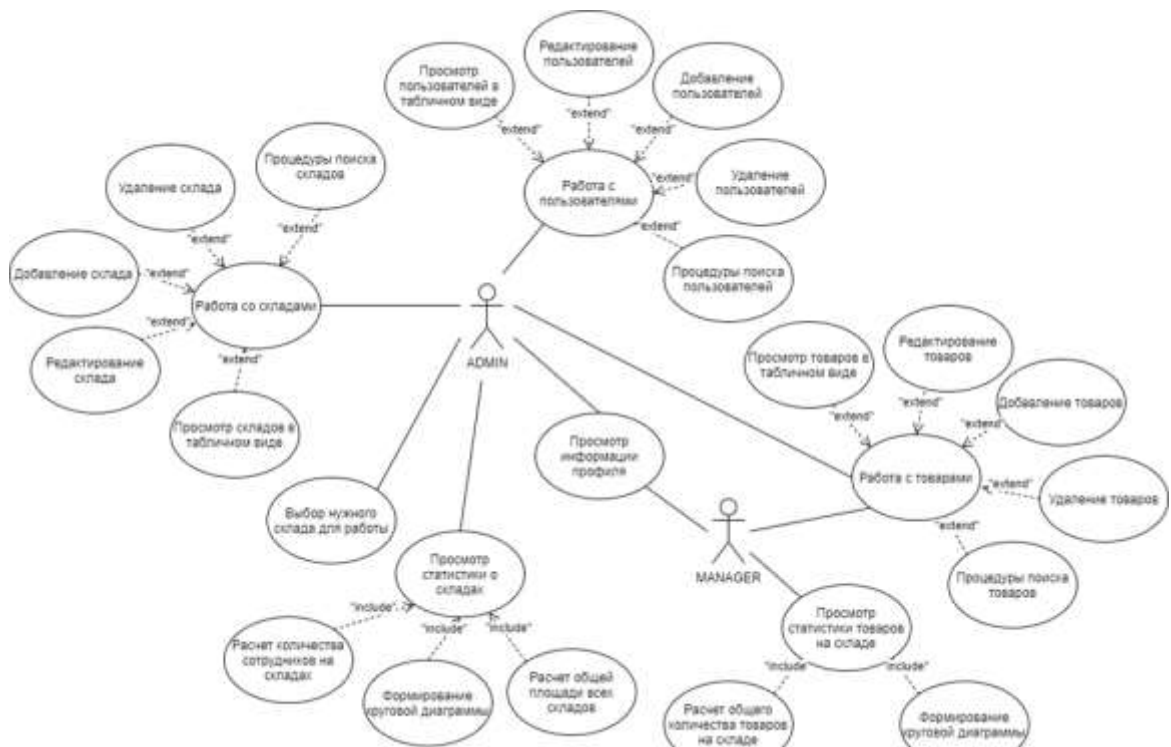 Редактирование
пользователей
Просмотр
пользователей в
табличном виде
Добавление
пользователей
"extend"
"extend"
"extend"
Процедуры поиска
складов
Удаление склада
Работа с
пользователями
"extend"
Удаление
пользователей
"extend"
"extend"
"extend"
Добавление склада
"extend"
Процедуры поиска
пользователей
Работа со складами
"extend"
Редактирование
склада
"extend"
ADMIN
Просмотр товаров в
табличном виде
Редактирование
товаров
"extend"
"extend"
Добавление товаров
"extend"
Просмотр складов в
табличном виде
Просмотр
информации
профиля
Работа с товарами
"extend"
Удаление товаров
Выбор нужного
склада для работы
"extend"
MANAGER
Процедуры поиска
товаров
Просмотр
статистики о
складах
"include"
"include"
"include"
Просмотр
статистики товаров
на складе
Расчет количества
сотрудников на
складах
"include"
"include"
Формирование
круговой диаграммы
Расчет общей
площади всех
складов
Расчет общего
количества товаров
на складе
Формирование
круговой диаграммы